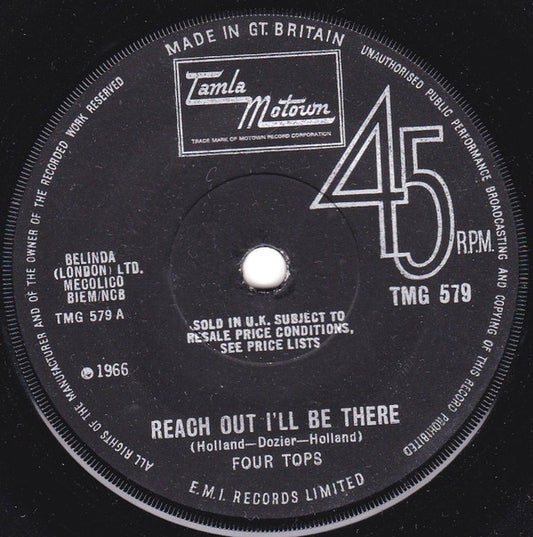 MADE IN GT. BRITAIN
UNAUTHORISED PUBLIC PERFORMANCE BROADCASTING AND COPYING OF THIS RECORD PROHIBITED
ALL RIGHTS OF THE MANUFACTURER AND OF THE OWNER OF THE RECORDED WORK RESERVED
Tamla
Motown
TRADE MARK OF MOTOWN RECORD CORPORATION
45
R.P.M.
TMG 579
BELINDA
(LONDON) LTD.
MECOLICO
BIEM/NCB
TMG 579 A
℗ 1966
SOLD IN U.K. SUBJECT TO
RESALE PRICE CONDITIONS,
SEE PRICE LISTS
REACH OUT I'LL BE THERE
(Holland—Dozier—Holland)
FOUR TOPS
E.M.I. RECORDS LIMITED